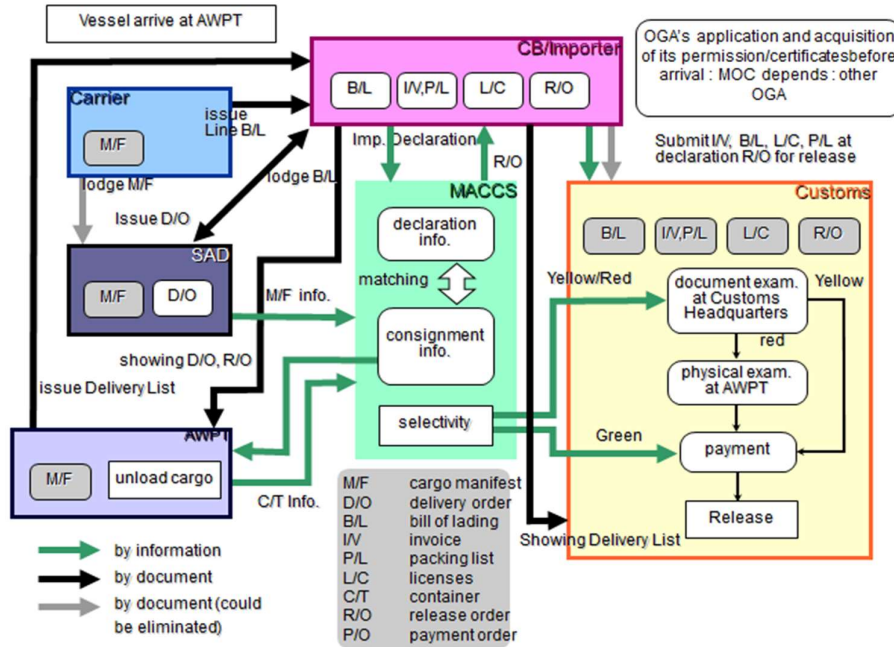 Vessel arrive at AWPT
OGA's application and acquisition
of its permission/certificatesbefore
arrival : MOC depends : other
OGA
CB/Importer
B/L
I/V,P/L
L/C
R/O
Carrier
M/F
issue
Line B/L
lodge M/F
Imp. Declaration
R/O
lodge B/L
Issue D/O
Submit I/V, B/L, L/C, P/L at
declaration R/O for release
MACCS
declaration
info.
matching
consignment
info.
selectivity
SAD
M/F
D/O
M/F info.
showing D/O, R/O
issue Delivery List
AWPT
M/F
unload cargo
C/T Info.
Customs
B/L
I/V,P/L
L/C
R/O
Yellow/Red
document exam.
at Customs
Headquarters
Yellow
red
physical exam.
at AWPT
Green
payment
Release
Showing Delivery List
M/F cargo manifest
D/O delivery order
B/L bill of lading
I/V invoice
P/L packing list
L/C licenses
C/T container
R/O release order
P/O payment order
by information
by document
by document (could
be eliminated)